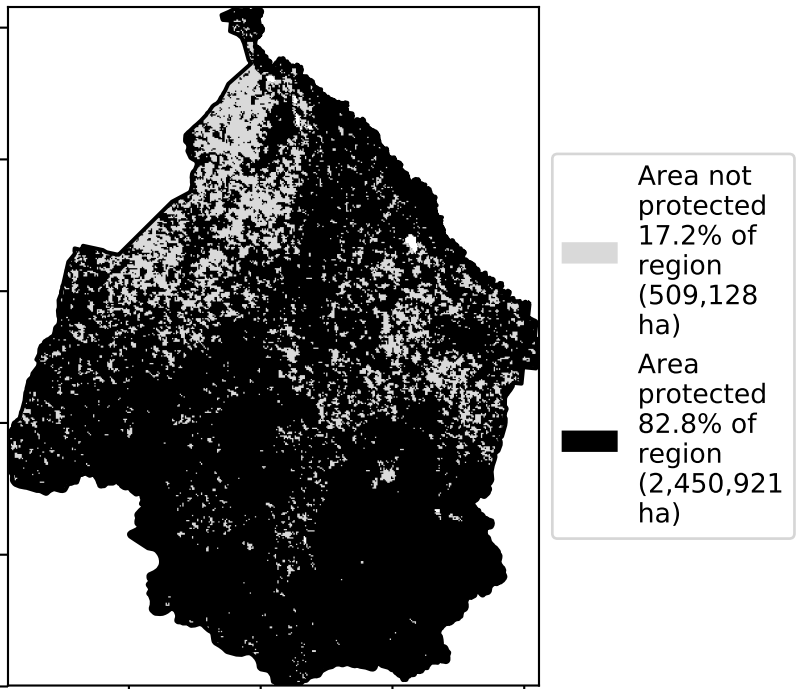 Area not
protected
17.2% of
region
(509,128
ha)
Area
protected
82.8% of
region
(2,450,921
ha)